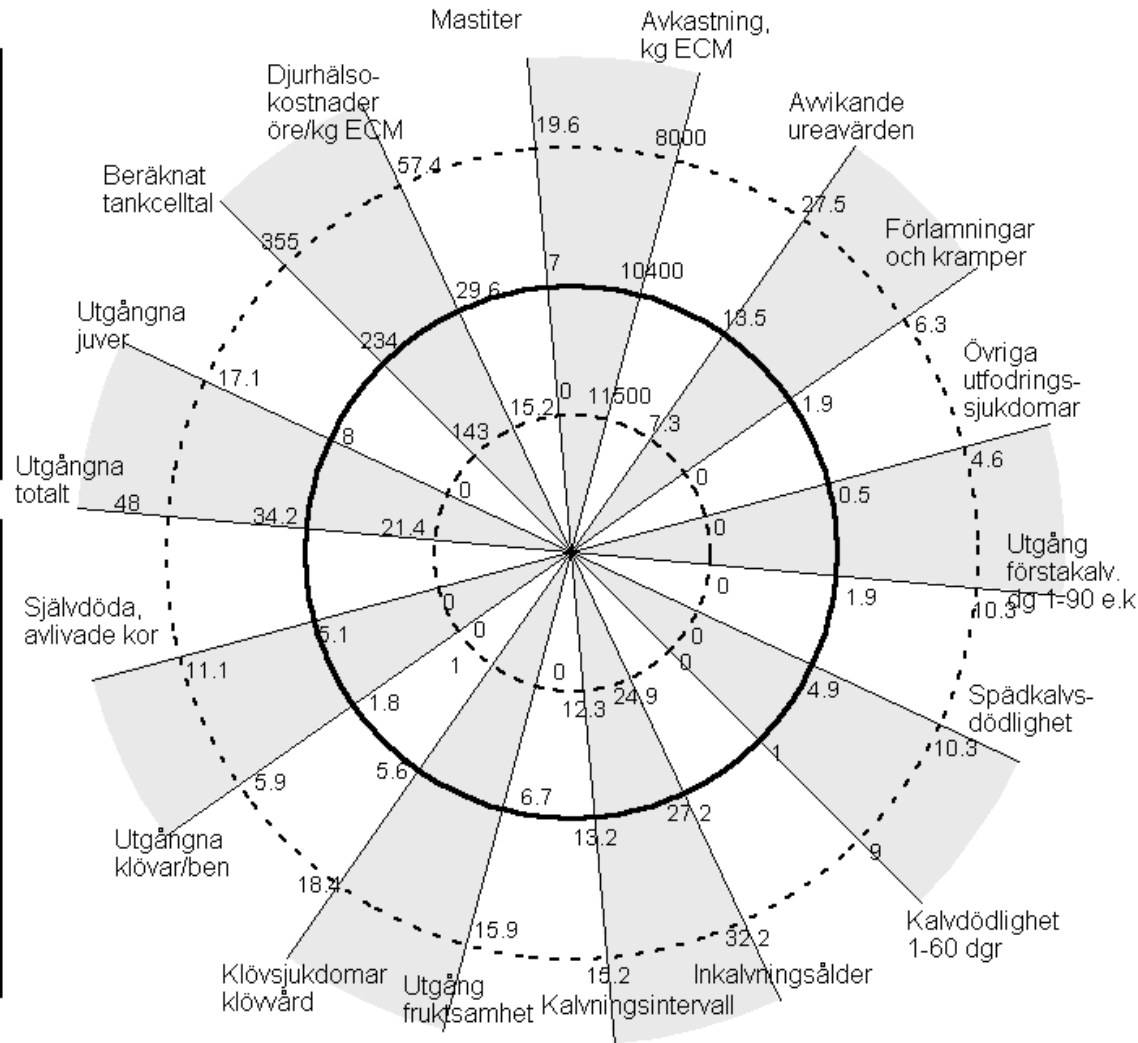 Mastiter
19.6
7
0
Avkastning,
kg ECM
8000
10400
11500
Avvikande
ureavärden
27.5
13.5
7.3
Förlamningar
och kramper
6.3
1.9
0
Övriga
utfodrings-
sjukdomar
4.6
0.5
0
Utgång
förstakalv.
dg 1-90 e.k
10.3
1.9
0
Spädkalvs-
dödlighet
10.3
4.9
0
Kalvdödlighet
1-60 dgr
9
1
0
Inkalvningsålder
32.2
27.2
24.9
Kalvningsintervall
15.2
13.2
12.3
Utgång
fruktsamhet
15.9
6.7
0
Klövsjukdomar
klövvård
18.4
5.6
1
Utgångna
klövar/ben
5.9
1.8
0
Självdöda,
avlivade kor
11.1
5.1
0
Utgångna
totalt
48
34.2
21.4
Utgångna
juver
17.1
8
0
Beräknat
tankcelltal
355
234
143
Djurhälso-
kostnader
öre/kg ECM
57.4
29.6
15.2